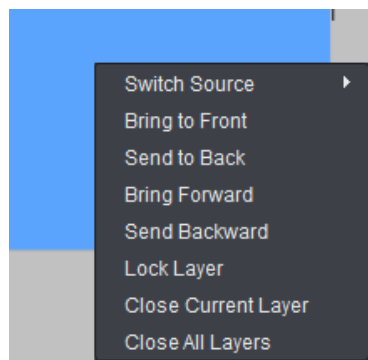 Switch Source
Bring to Front
Send to Back
Bring Forward
Send Backward
Lock Layer
Close Current Layer
Close All Layers